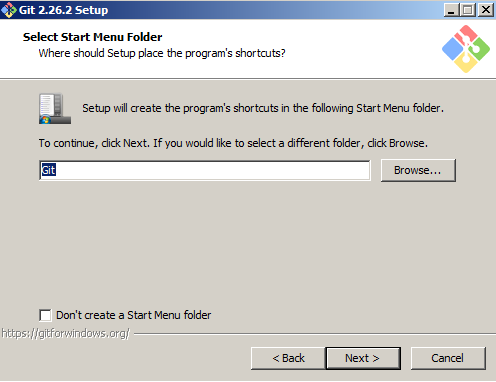 Git 2.26.2 Setup
Select Start Menu Folder
Where should Setup place the program's shortcuts?
Setup will create the program's shortcuts in the following Start Menu folder.
To continue, click Next. If you would like to select a different folder, click Browse.
Git
Browse...
Don't create a Start Menu folder
https://gitforwindows.org/
< Back
Next >
Cancel